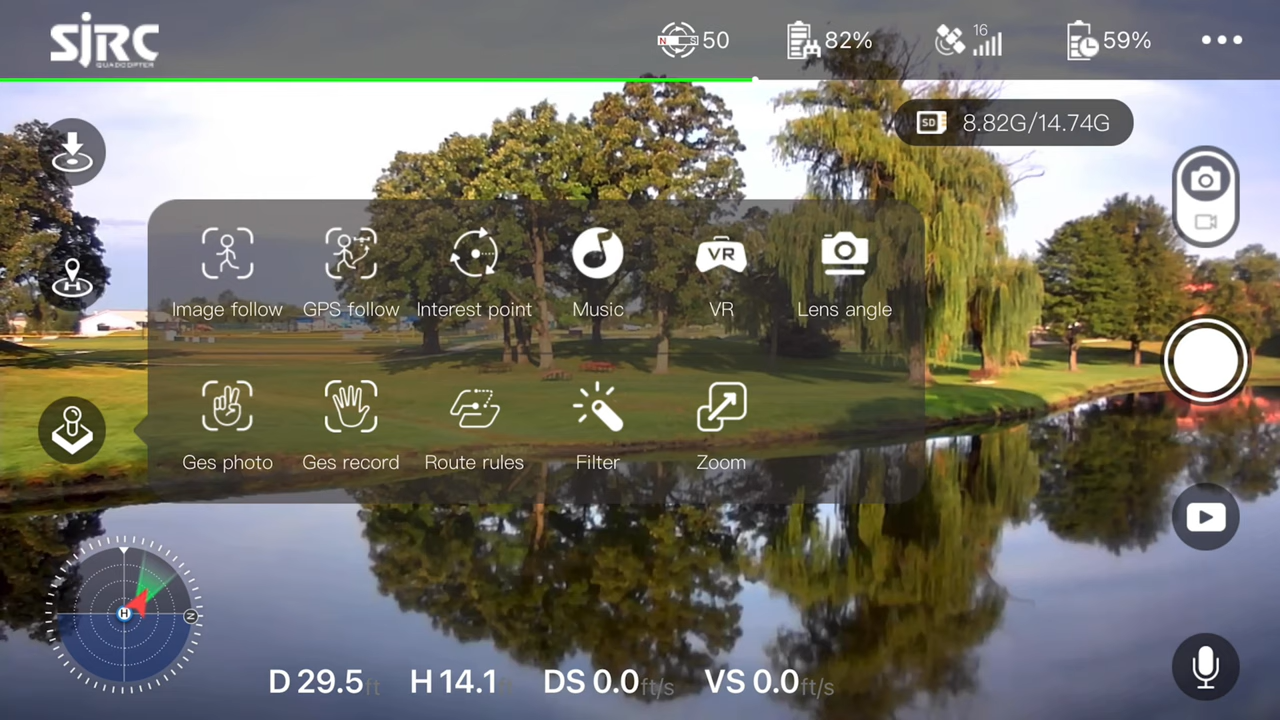 SJRC
QUADCOPTER
N S 50
82%
16
59%
SD 8.82G/14.74G
Image follow
GPS follow
Interest point
Music
VR
VR
Lens angle
Ges photo
Ges record
Route rules
Filter
Zoom
H
N
D 29.5ft H 14.1ft DS 0.0ft/s VS 0.0ft/s